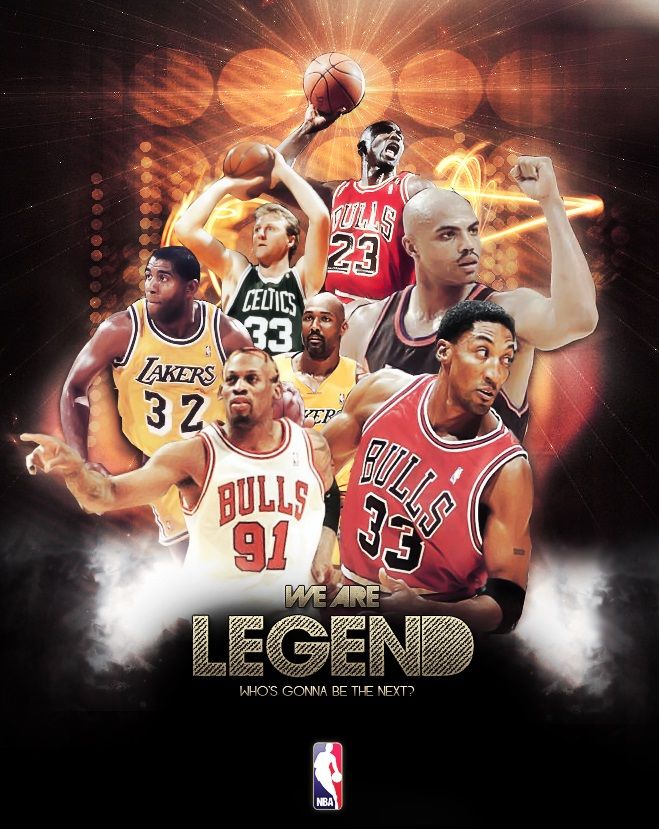 BULLS
23
CELTICS
33
LAKERS
32
BULLS
91
BULLS
33
WE ARE
LEGEND
WHO'S GONNA BE THE NEXT?
NBA